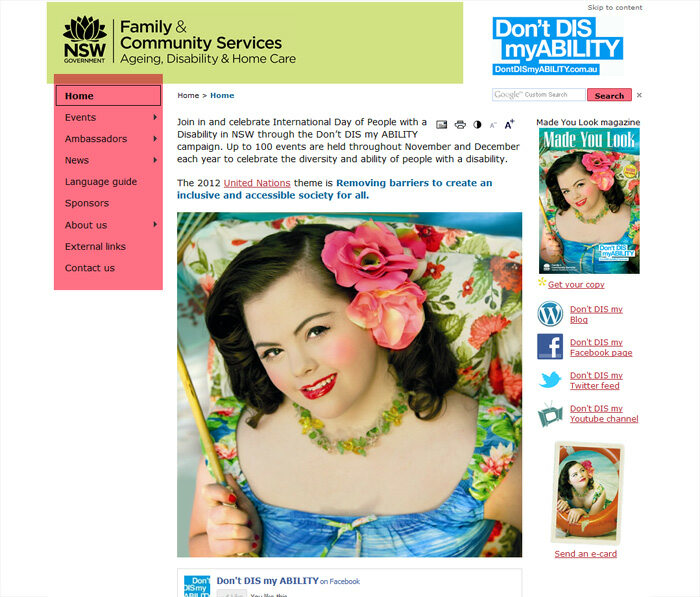 Skip to content
NSW
GOVERNMENT
Family &
Community Services
Ageing, Disability & Home Care
Don't DIS
myABILITY
DontDISmyABILITY.com.au
Home
Events
Ambassadors
News
Language guide
Sponsors
About us
External links
Contact us
Home > Home
Google™ Custom Search
Search
×
Join in and celebrate International Day of People with a
Disability in NSW through the Don't DIS my ABILITY
campaign. Up to 100 events are held throughout November and December
each year to celebrate the diversity and ability of people with a disability.
A-
A+
The 2012 United Nations theme is Removing barriers to create an
inclusive and accessible society for all.
Made You Look magazine
Made You Look
Don't DIS
myABILITY
Get your copy
Don't DIS my
Blog
Don't DIS my
Facebook page
Don't DIS my
Twitter feed
Don't DIS my
Youtube channel
Send an e-card
Don't DIS my ABILITY on Facebook
Like
You like this.